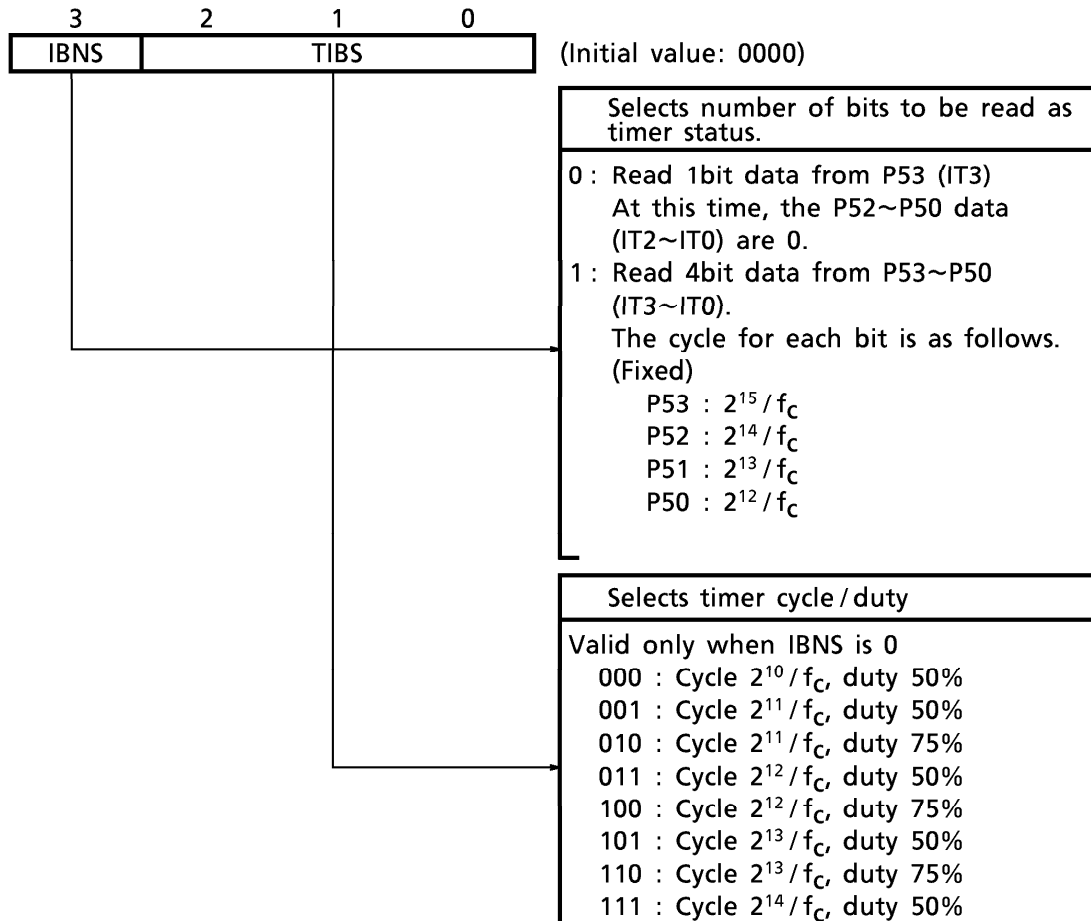 3 2 1 0
IBNS TIBS (Initial value: 0000)
Selects number of bits to be read as
timer status.
0 : Read 1bit data from P53 (IT3)
At this time, the P52~P50 data
(IT2~IT0) are 0.
1 : Read 4bit data from P53~P50
(IT3~IT0).
The cycle for each bit is as follows.
(Fixed)
P53 : 2¹⁵/fc
P52 : 2¹⁴/fc
P51 : 2¹³/fc
P50 : 2¹²/fc
Selects timer cycle/duty
Valid only when IBNS is 0
000 : Cycle 2¹⁰/fc, duty 50%
001 : Cycle 2¹¹/fc, duty 50%
010 : Cycle 2¹¹/fc, duty 75%
011 : Cycle 2¹²/fc, duty 50%
100 : Cycle 2¹²/fc, duty 75%
101 : Cycle 2¹³/fc, duty 50%
110 : Cycle 2¹³/fc, duty 75%
111 : Cycle 2¹⁴/fc, duty 50%